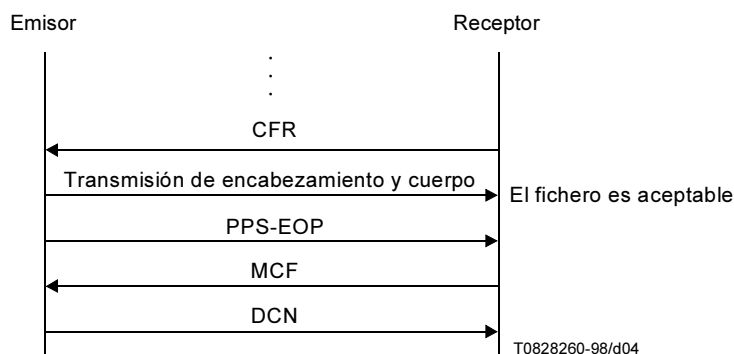 Emisor Receptor
.
.
.
CFR
Transmisión de encabezamiento y cuerpo
El fichero es aceptable
PPS-EOP
MCF
DCN
T0828260-98/d04